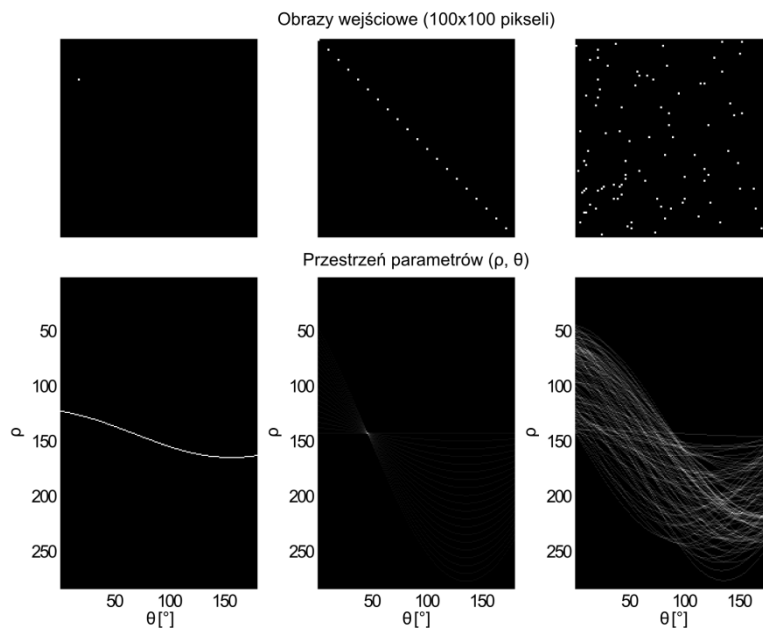 Obrazy wejściowe (100x100 pikseli)
Przestrzeń parametrów (ρ, θ)
50
100
150
200
250
ρ
50 100 150
θ[°]
50
100
150
200
250
ρ
50 100 150
θ[°]
50
100
150
200
250
ρ
50 100 150
θ[°]